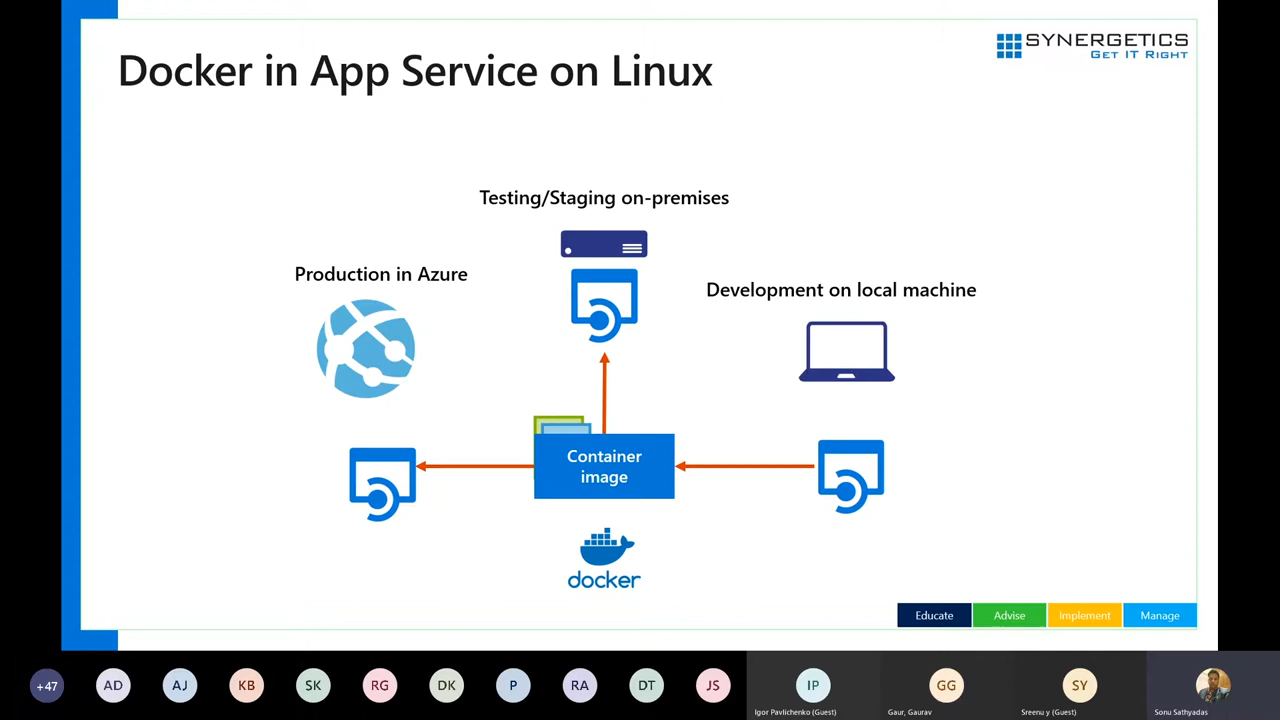 SYNERGETICS
GET IT RIGHT
Docker in App Service on Linux
Testing/Staging on-premises
Production in Azure
Development on local machine
Container
image
docker
Educate
Advise
Implement
Manage
+47
AD
AJ
KB
SK
RG
DK
P
RA
DT
JS
IP
GG
SY
Igor Pavlichenko (Guest)
Gaur, Gaurav
Sreenu y (Guest)
Sonu Sathyadas